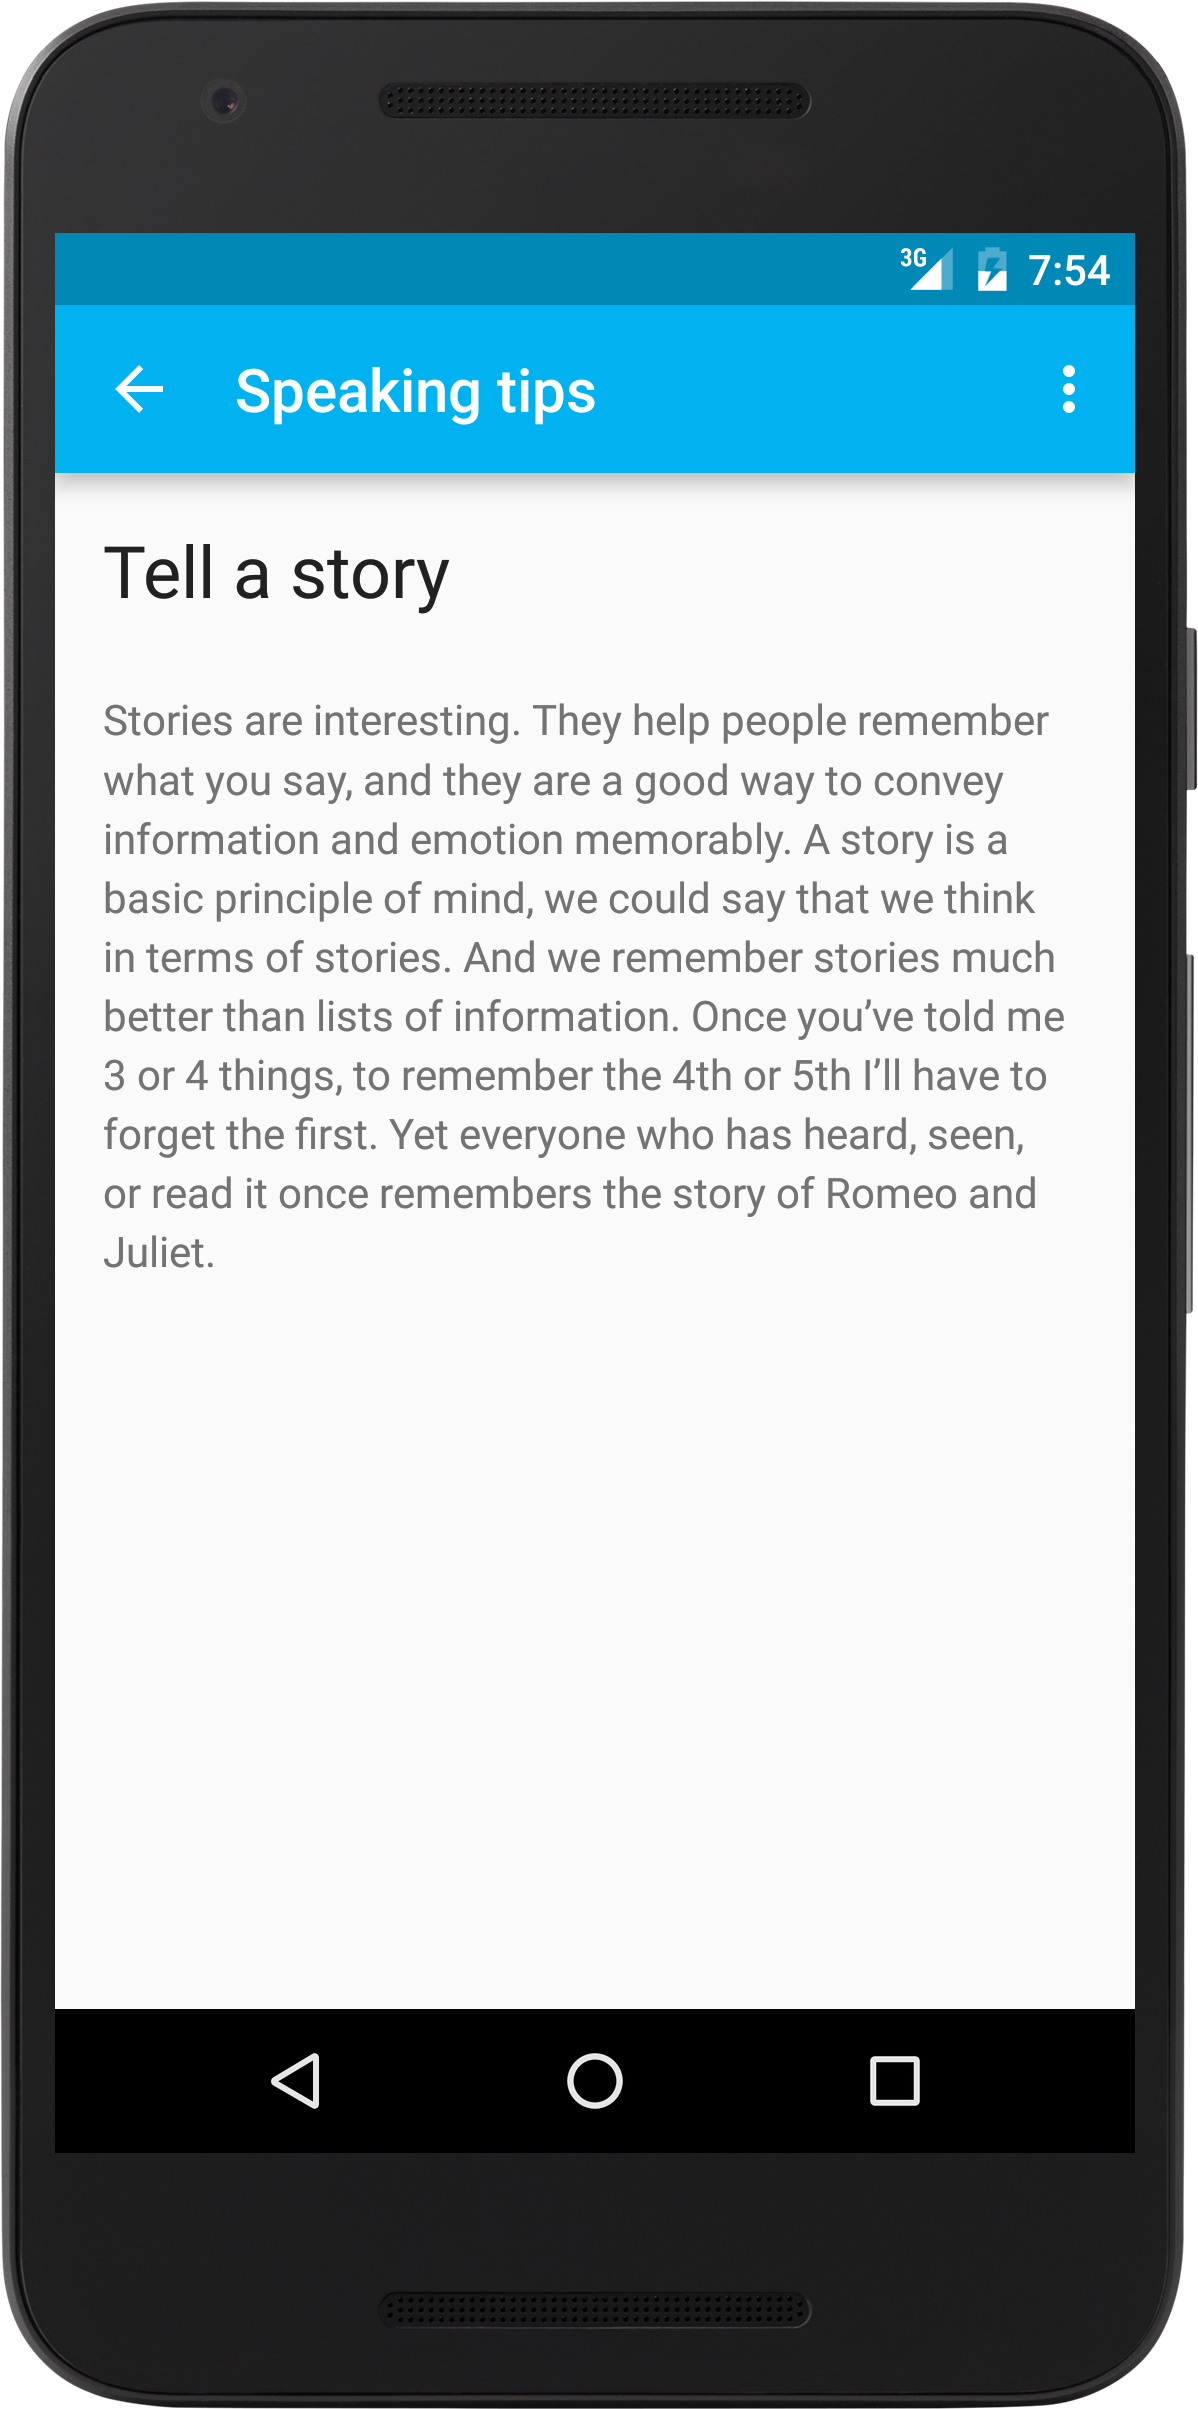 3G 7:54
Speaking tips
Tell a story
Stories are interesting. They help people remember
what you say, and they are a good way to convey
information and emotion memorably. A story is a
basic principle of mind, we could say that we think
in terms of stories. And we remember stories much
better than lists of information. Once you’ve told me
3 or 4 things, to remember the 4th or 5th I’ll have to
forget the first. Yet everyone who has heard, seen,
or read it once remembers the story of Romeo and
Juliet.